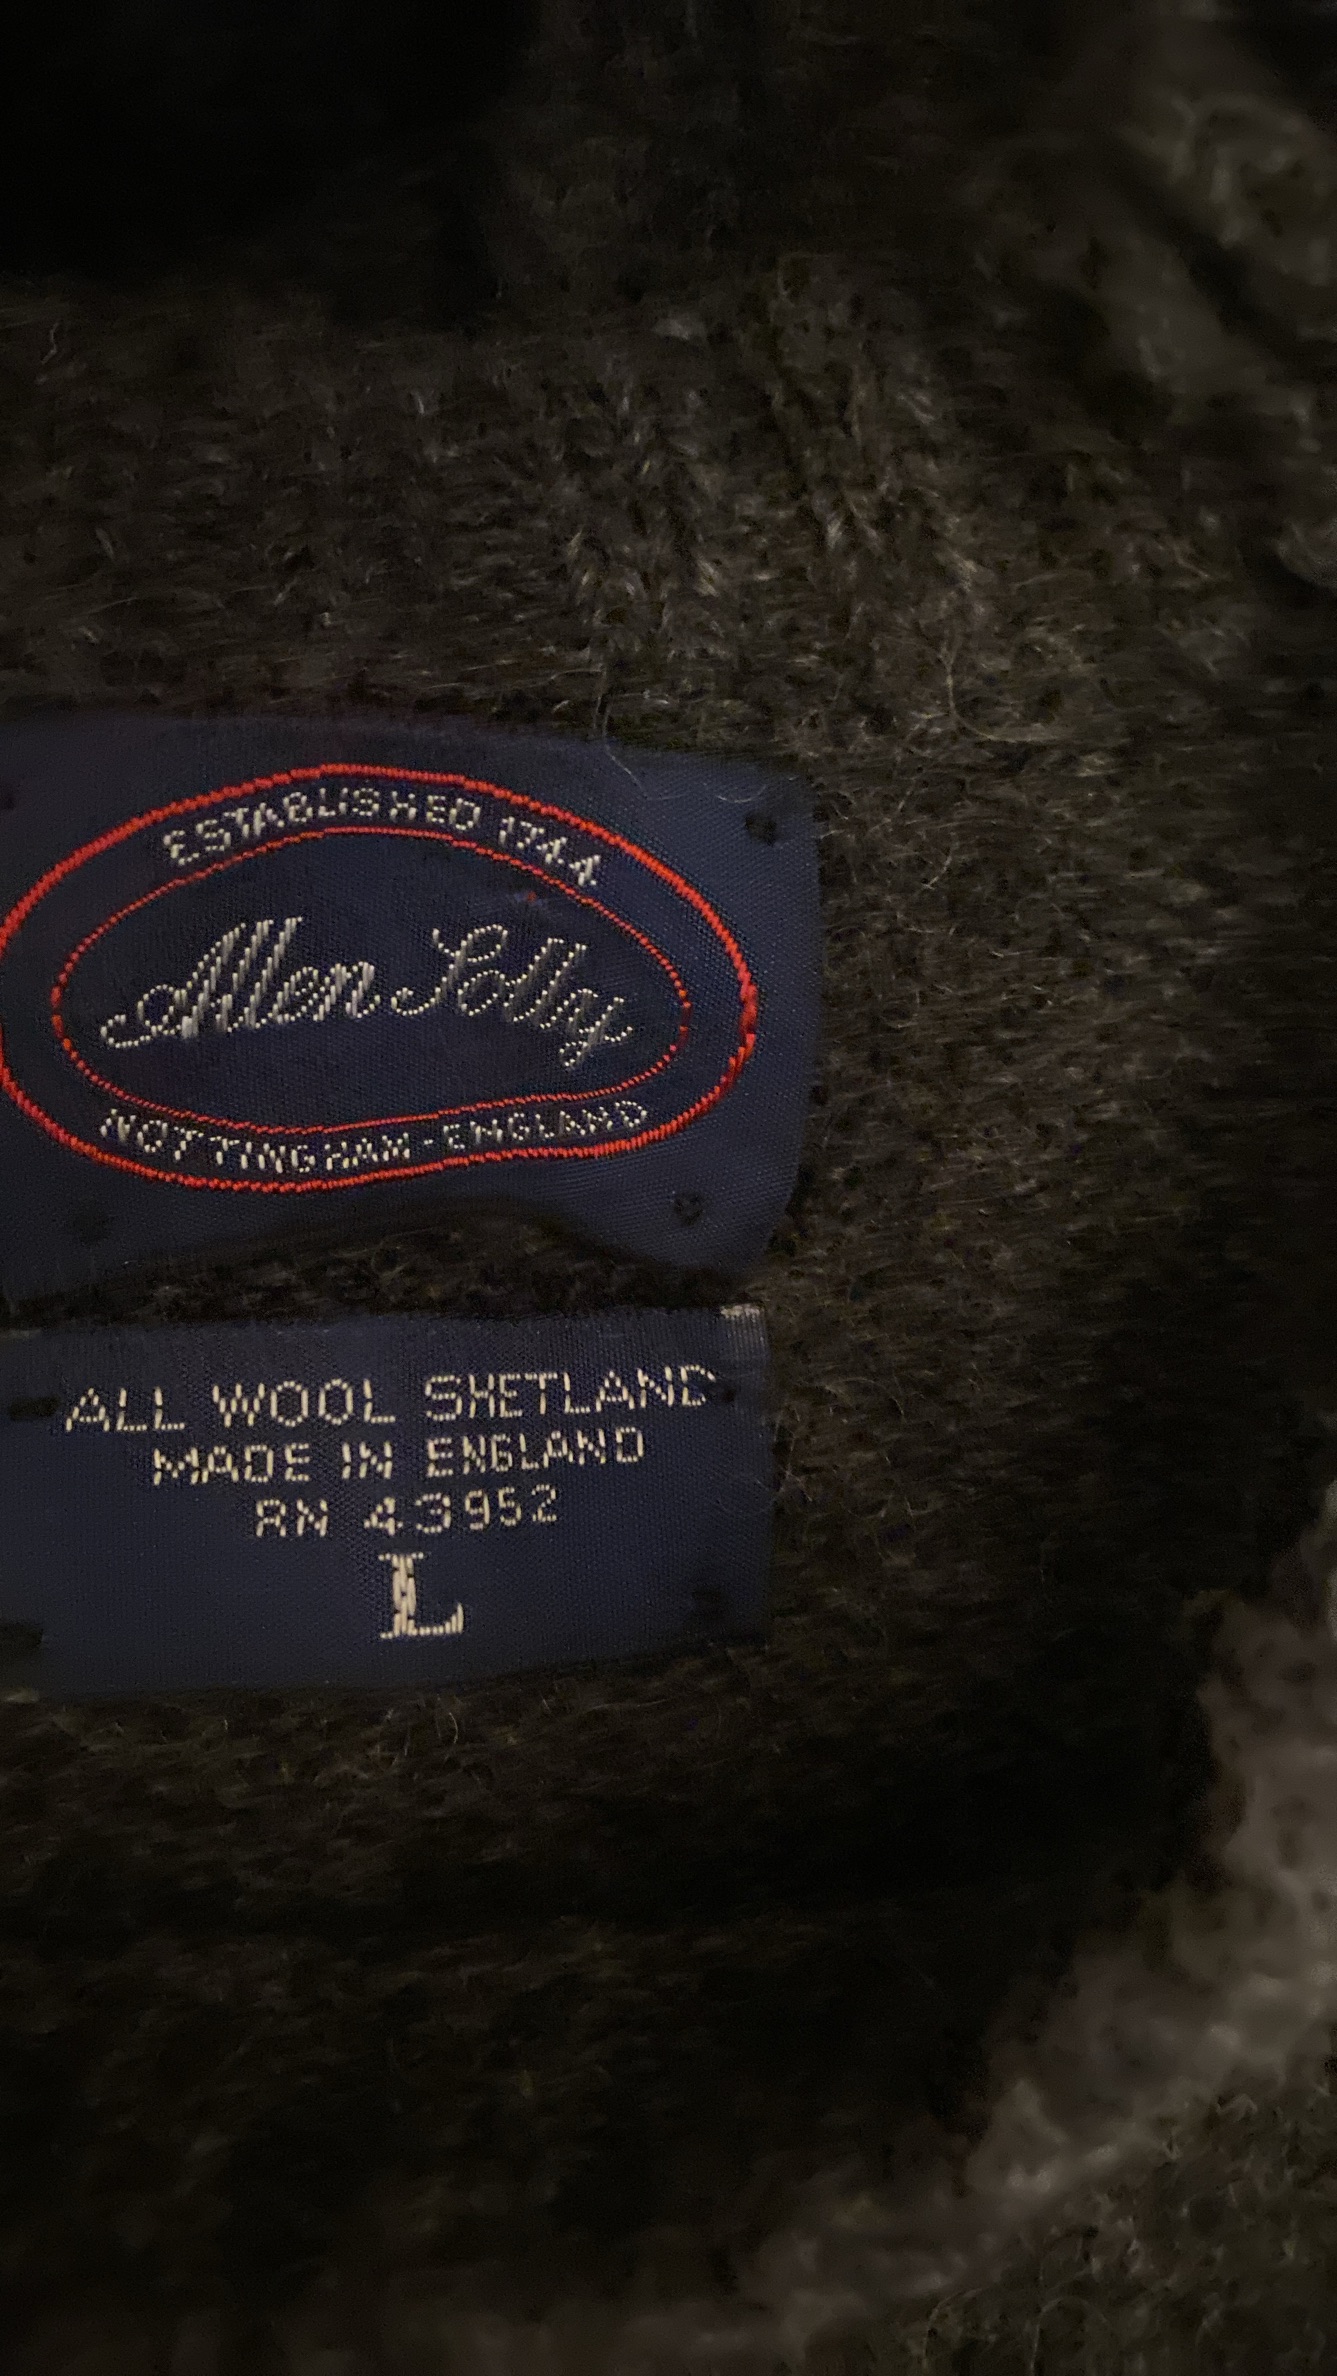 ESTABLISHED 1744
Allen Solly
NOTTINGHAM-ENGLAND
ALL WOOL SHETLAND
MADE IN ENGLAND
RN 43952
L